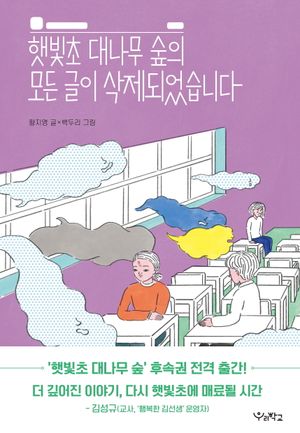 햇빛초 대나무 숲의
모든 글이 삭제되었습니다
황지영 글×백두리 그림
'햇빛초 대나무 숲' 후속권 전격 출간!
더 깊어진 이야기, 다시 햇빛초에 매료될 시간
- 김성규(교사, '행복한 김선생' 운영자)
우리학교